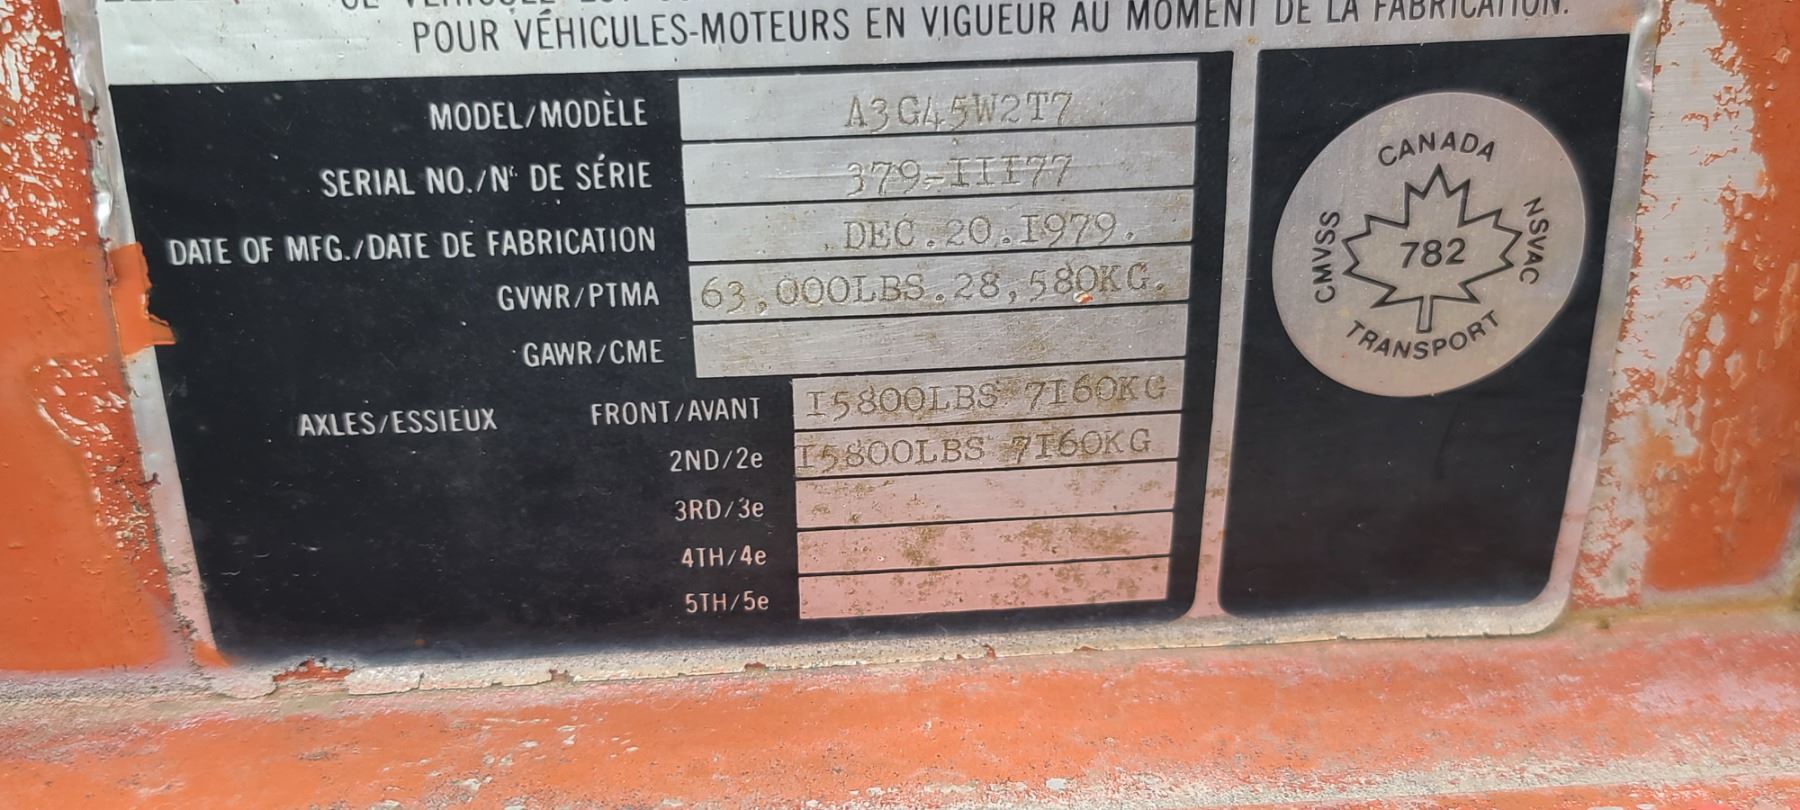 POUR VÉHICULES-MOTEURS EN VIGUEUR AU MOMENT DE LA FABRICATION.
MODEL/MODÈLE A3G45W2T7
SERIAL NO./N° DE SÉRIE 379-III77
DATE OF MFG./DATE DE FABRICATION DEC.20.I979.
GVWR/PTMA 63,000LBS.28,580KG.
GAWR/CME
AXLES/ESSIEUX FRONT/AVANT I5800LBS 7I60KG
2ND/2e I5800LBS 7I60KG
3RD/3e
4TH/4e
5TH/5e
CANADA
CMVSS
782
NSVAC
TRANSPORT